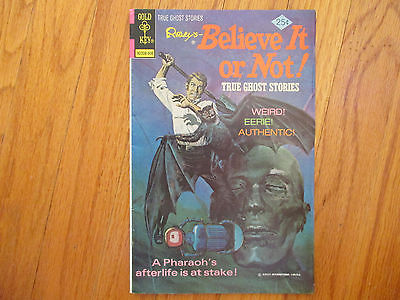 TRUE GHOST STORIES
GOLD
KEY®
25¢
Ripley's
Believe It
or Not!
®
TRUE GHOST STORIES
WEIRD!
EERIE!
AUTHENTIC!
A Pharaoh's
afterlife is at stake!